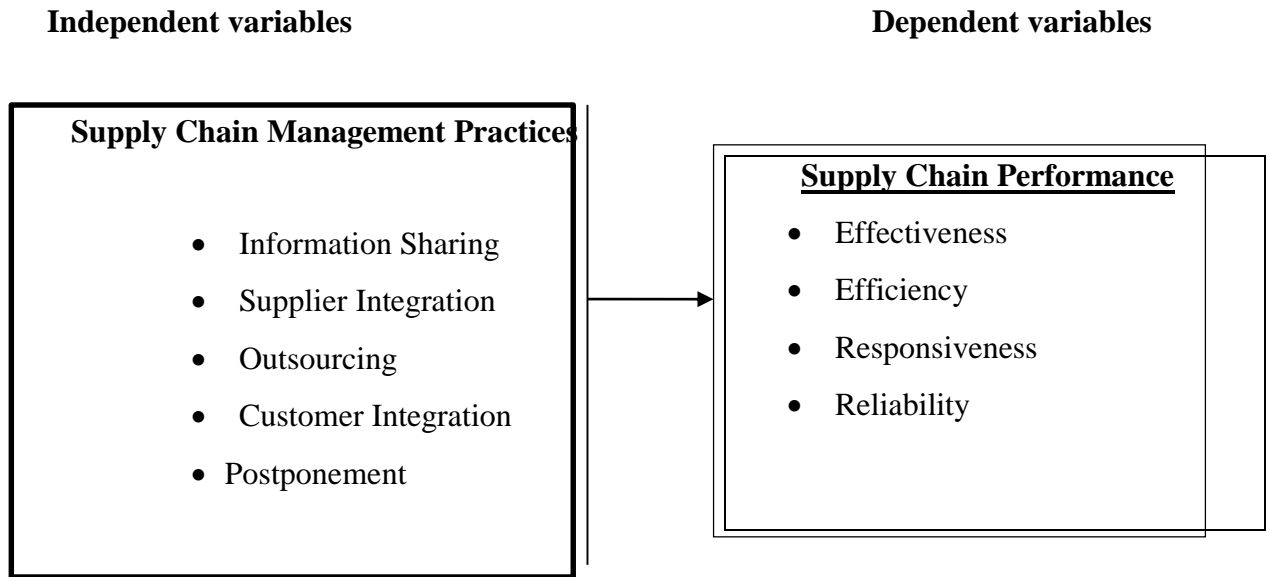 Independent variables
Dependent variables
Supply Chain Management Practices
• Information Sharing
• Supplier Integration
• Outsourcing
• Customer Integration
• Postponement
Supply Chain Performance
• Effectiveness
• Efficiency
• Responsiveness
• Reliability